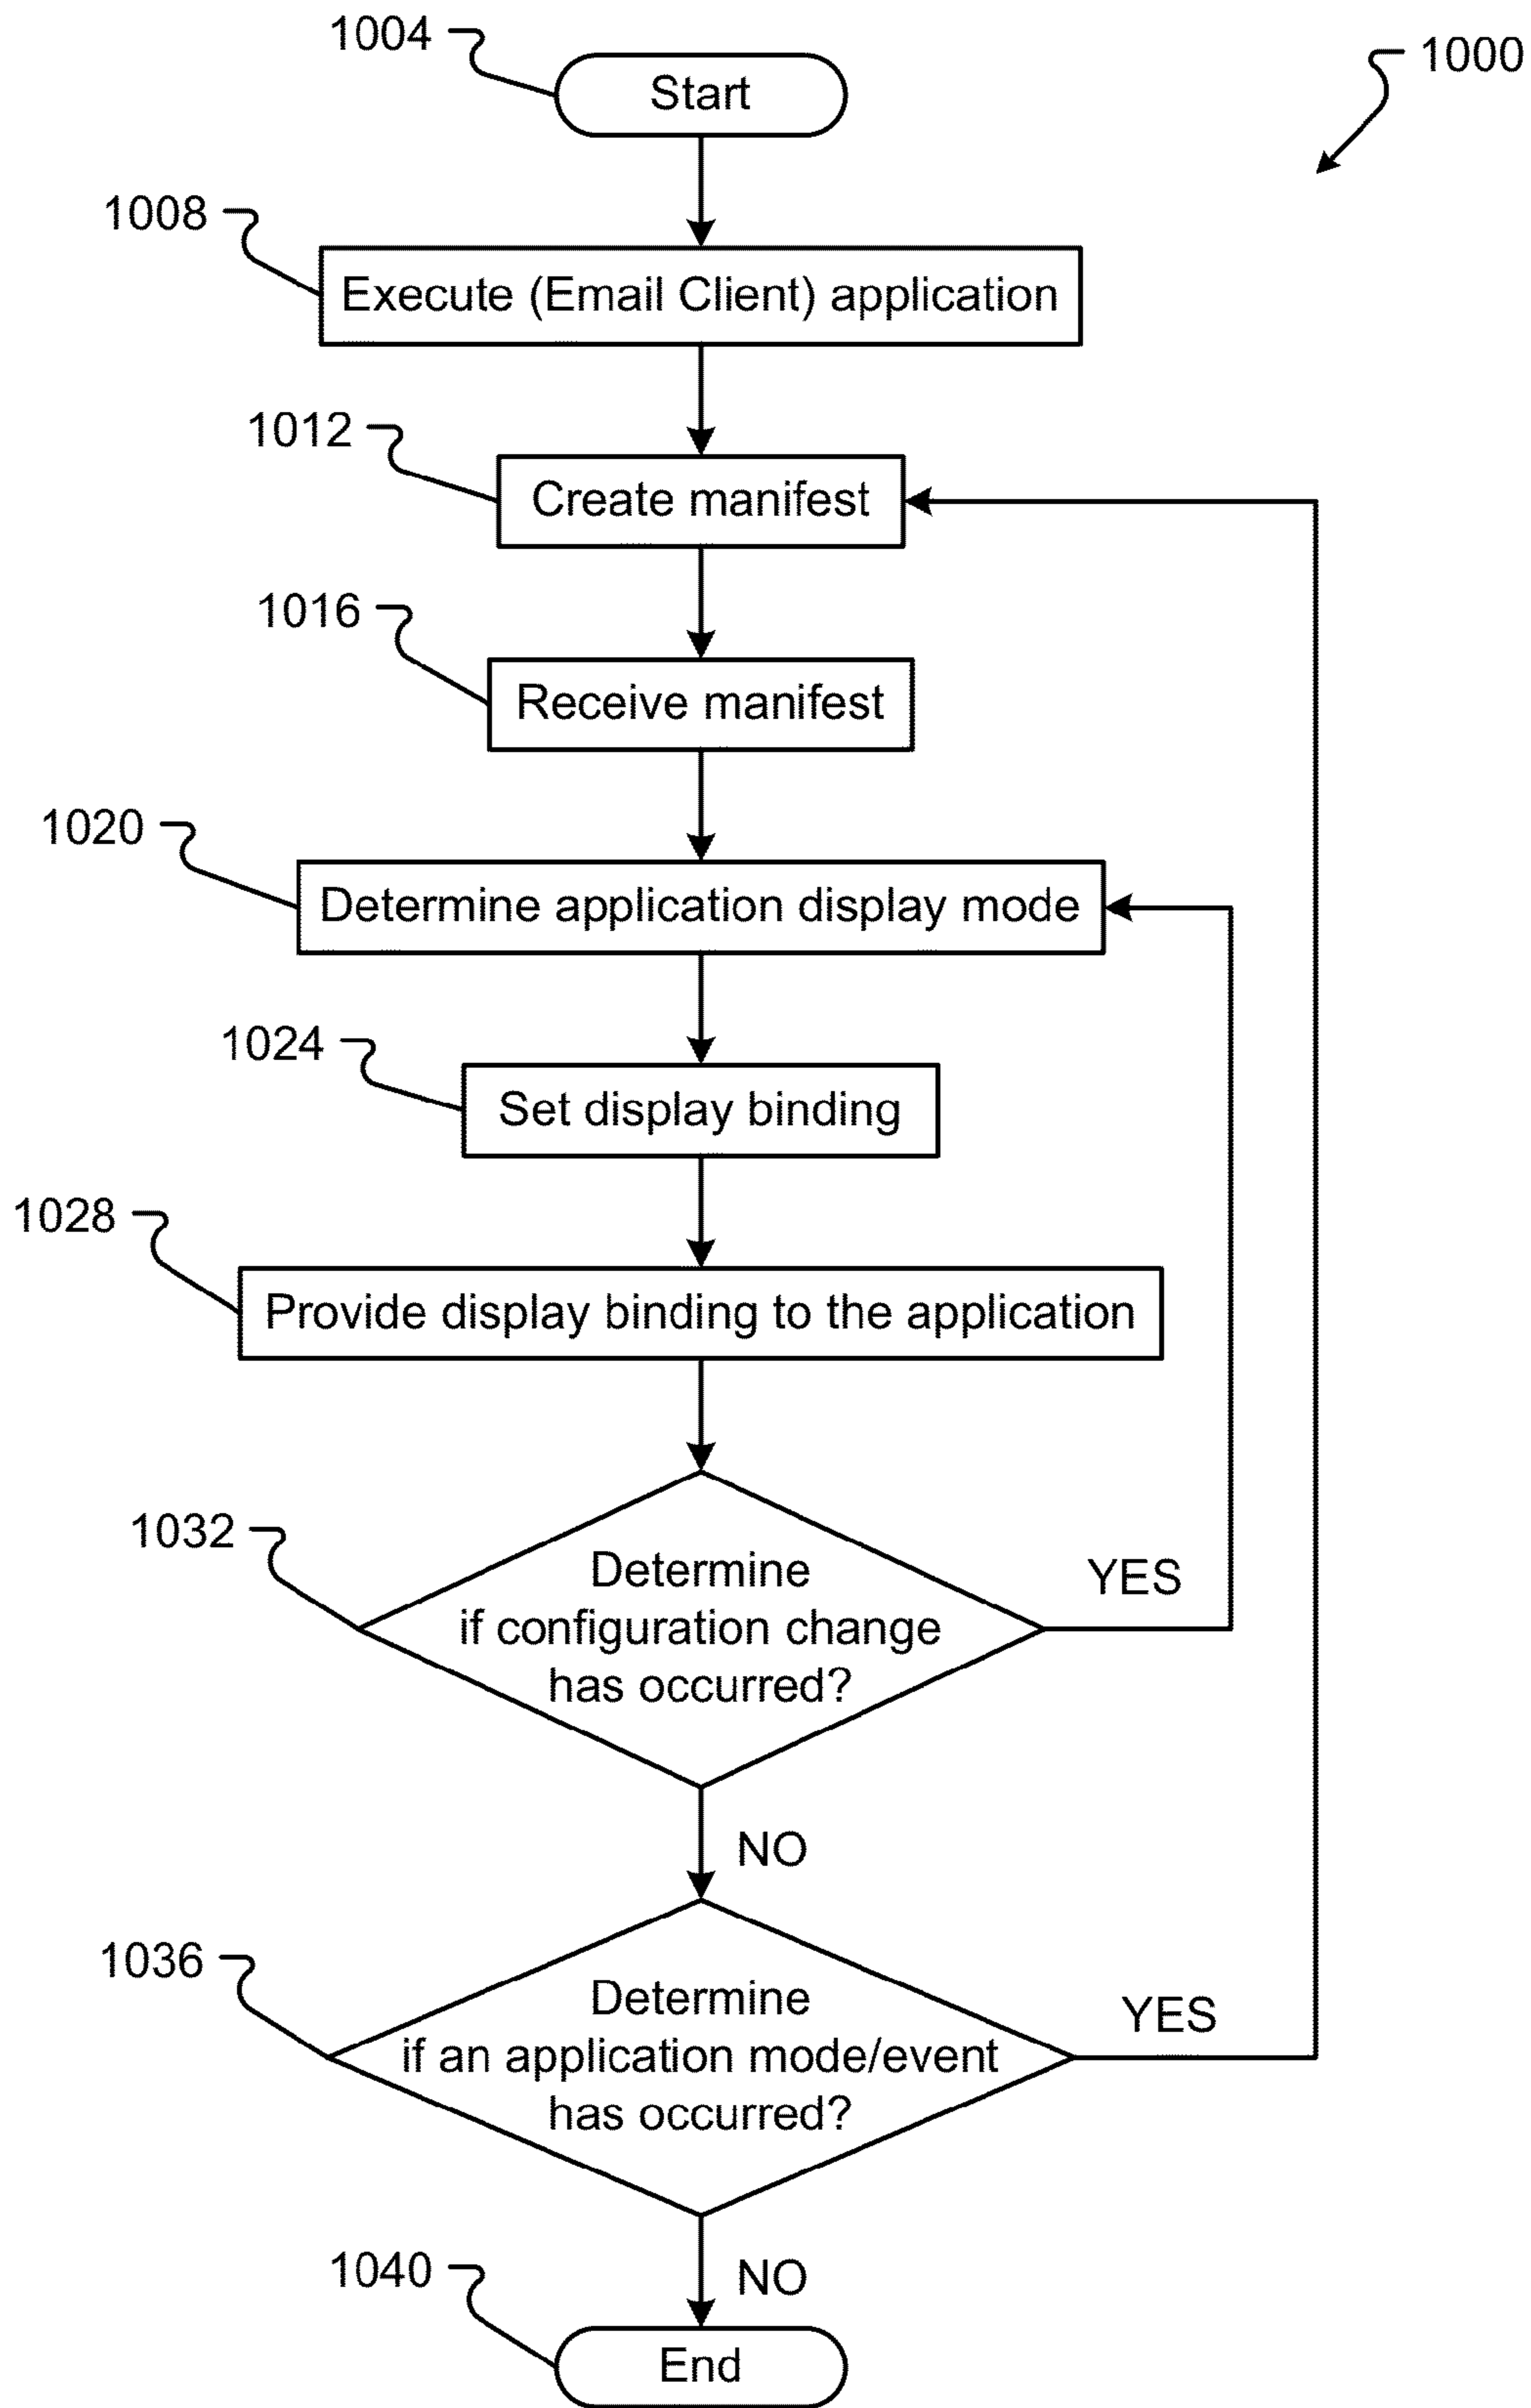 1004
Start
1000
1008
Execute (Email Client) application
1012
Create manifest
1016
Receive manifest
1020
Determine application display mode
1024
Set display binding
1028
Provide display binding to the application
1032
Determine
if configuration change
has occurred?
YES
NO
1036
Determine
if an application mode/event
has occurred?
YES
NO
1040
End